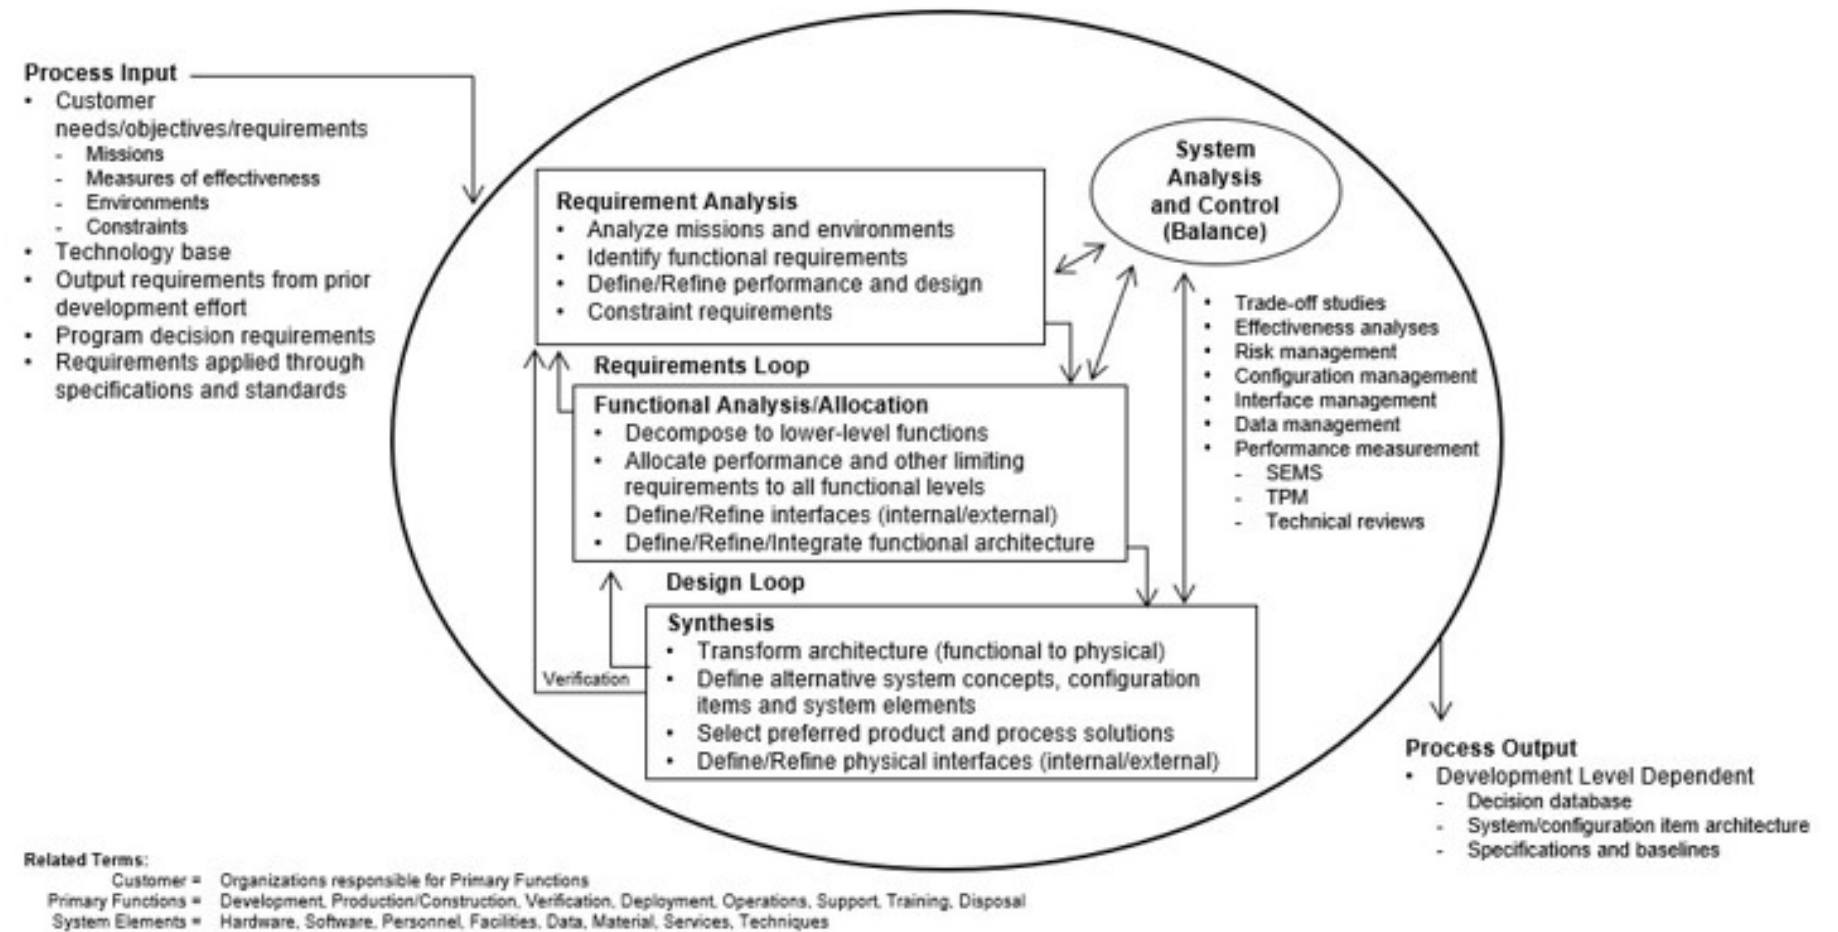 Process Input
• Customer
needs/objectives/requirements
- Missions
- Measures of effectiveness
- Environments
- Constraints
• Technology base
• Output requirements from prior
development effort
• Program decision requirements
• Requirements applied through
specifications and standards
System
Analysis
and Control
(Balance)
Requirement Analysis
• Analyze missions and environments
• Identify functional requirements
• Define/Refine performance and design
• Constraint requirements
• Trade-off studies
• Effectiveness analyses
• Risk management
• Configuration management
• Interface management
• Data management
• Performance measurement
- SEMS
- TPM
- Technical reviews
Requirements Loop
Functional Analysis/Allocation
• Decompose to lower-level functions
• Allocate performance and other limiting
requirements to all functional levels
• Define/Refine interfaces (internal/external)
• Define/Refine/Integrate functional architecture
Design Loop
Synthesis
• Transform architecture (functional to physical)
• Define alternative system concepts, configuration
items and system elements
• Select preferred product and process solutions
• Define/Refine physical interfaces (internal/external)
Verification
Process Output
• Development Level Dependent
- Decision database
- System/configuration item architecture
- Specifications and baselines
Related Terms:
Customer = Organizations responsible for Primary Functions
Primary Functions = Development, Production/Construction, Verification, Deployment, Operations, Support, Training, Disposal
System Elements = Hardware, Software, Personnel, Facilities, Data, Material, Services, Techniques